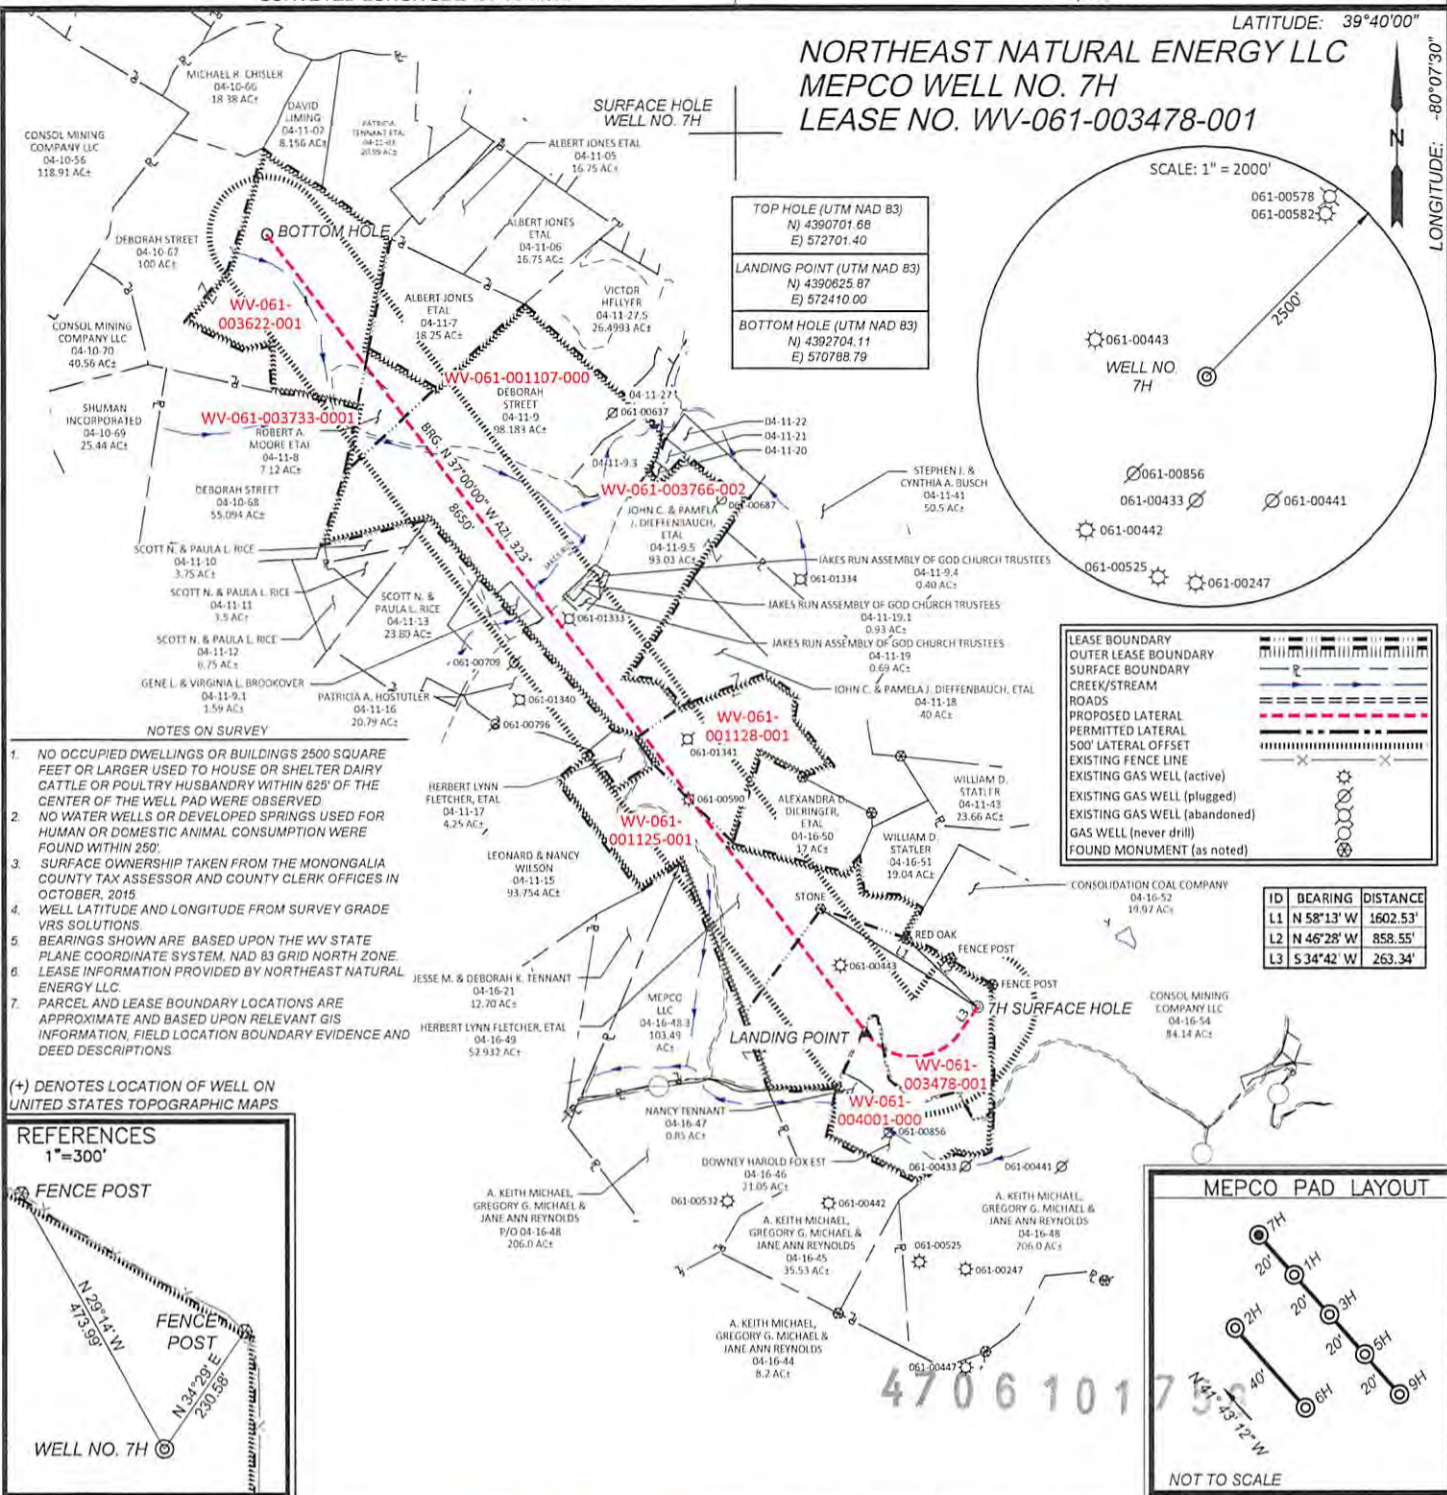 LATITUDE: 39°40'00"
LONGITUDE: -80°07'30"
NORTHEAST NATURAL ENERGY LLC
MEPCO WELL NO. 7H
LEASE NO. WV-061-003478-001
SURFACE HOLE
WELL NO. 7H
N
TOP HOLE (UTM NAD 83)
N) 4390701.68
E) 572701.40
LANDING POINT (UTM NAD 83)
N) 4390625.87
E) 572410.00
BOTTOM HOLE (UTM NAD 83)
N) 4392704.11
E) 570788.79
SCALE: 1" = 2000'
061-00578
061-00582
2500'
061-00443
WELL NO
7H
061-00856
061-00433
061-00441
061-00442
061-00525
061-00247
MICHAEL R. CHISLER
04-10-66
18.38 AC±
DAVID
LIMING
04-11-02
8.156 AC±
PATRICIA
TENNANT ETAL
CONSOL MINING
COMPANY LLC
04-10-56
118.91 AC±
ALBERT JONES ETAL
04-11-05
16.75 AC±
ALBERT JONES
ETAL
04-11-06
16.75 AC±
DEBORAH STREET
04-10-67
100 AC±
BOTTOM HOLE
WV-061-
003622-001
ALBERT JONES
ETAL
04-11-7
18.25 AC±
VICTOR
HELLYER
04-11-27.5
26.4993 AC±
CONSOL MINING
COMPANY LLC
04-10-70
40.56 AC±
WV-061-001107-000
DEBORAH
STREET
04-11-9
98.183 AC±
04-11-27
061-00637
SHUMAN
INCORPORATED
04-10-69
25.44 AC±
WV-061-003733-0001
ROBERT A.
MOORE ETAL
04-11-8
7.12 AC±
04-11-22
04-11-21
04-11-20
04-11-9.3
WV-061-003766-002
061-00687
BRG. N 37°00'00" W AZI. 323°
8650'
DEBORAH STREET
04-10-68
55.094 AC±
JOHN C. & PAMELA
J. DIEFFENBAUCH,
ETAL
04-11-9.5
93.03 AC±
STEPHEN J. &
CYNTHIA A. BUSCH
04-11-41
50.5 AC±
JAKES RUN
SCOTT N. & PAULA L. RICE
04-11-10
3.75 AC±
SCOTT N. & PAULA L. RICE
04-11-11
SCOTT N. & PAULA L. RICE
04-11-12
6.75 AC±
SCOTT N. &
PAULA L. RICE
04-11-13
23.80 AC±
JAKES RUN ASSEMBLY OF GOD CHURCH TRUSTEES
04-11-9.4
0.40 AC±
061-01334
JAKES RUN ASSEMBLY OF GOD CHURCH TRUSTEES
04-11-19.1
0.93 AC±
061-01333
JAKES RUN ASSEMBLY OF GOD CHURCH TRUSTEES
04-11-19
0.69 AC±
061-00709
GENE L. & VIRGINIA L. BROOKOVER
04-11-9.1
1.59 AC±
PATRICIA A. HOSTUTLER
04-11-16
20.79 AC±
061-01340
061-00796
JOHN C. & PAMELA J. DIEFFENBAUCH, ETAL
04-11-18
40 AC±
WV-061-
001128-001
061-01341
LEASE BOUNDARY
OUTER LEASE BOUNDARY
SURFACE BOUNDARY
CREEK/STREAM
ROADS
PROPOSED LATERAL
PERMITTED LATERAL
500' LATERAL OFFSET
EXISTING FENCE LINE
EXISTING GAS WELL (active)
EXISTING GAS WELL (plugged)
EXISTING GAS WELL (abandoned)
GAS WELL (never drill)
FOUND MONUMENT (as noted)
NOTES ON SURVEY
1. NO OCCUPIED DWELLINGS OR BUILDINGS 2500 SQUARE
FEET OR LARGER USED TO HOUSE OR SHELTER DAIRY
CATTLE OR POULTRY HUSBANDRY WITHIN 625' OF THE
CENTER OF THE WELL PAD WERE OBSERVED.
2. NO WATER WELLS OR DEVELOPED SPRINGS USED FOR
HUMAN OR DOMESTIC ANIMAL CONSUMPTION WERE
FOUND WITHIN 250'.
3. SURFACE OWNERSHIP TAKEN FROM THE MONONGALIA
COUNTY TAX ASSESSOR AND COUNTY CLERK OFFICES IN
OCTOBER, 2015.
4. WELL LATITUDE AND LONGITUDE FROM SURVEY GRADE
VRS SOLUTIONS.
5. BEARINGS SHOWN ARE BASED UPON THE WV STATE
PLANE COORDINATE SYSTEM, NAD 83 GRID NORTH ZONE.
6. LEASE INFORMATION PROVIDED BY NORTHEAST NATURAL
ENERGY LLC.
7. PARCEL AND LEASE BOUNDARY LOCATIONS ARE
APPROXIMATE AND BASED UPON RELEVANT GIS
INFORMATION, FIELD LOCATION BOUNDARY EVIDENCE AND
DEED DESCRIPTIONS
(+) DENOTES LOCATION OF WELL ON
UNITED STATES TOPOGRAPHIC MAPS
HERBERT LYNN
FLETCHER, ETAL
04-11-17
4.25 AC±
061-00590
WV-061-
001125-001
ALEXANDRA D.
DICRINGER,
ETAL
04-16-50
17 AC±
WILLIAM D.
STATLER
04-11-43
23.66 AC±
WILLIAM D.
STATLER
04-16-51
19.04 AC±
LEONARD & NANCY
WILSON
04-11-15
93.754 AC±
CONSOLIDATION COAL COMPANY
04-16-52
19.97 AC±
ID BEARING DISTANCE
L1 N 58°13' W 1602.53'
L2 N 46°28' W 858.55'
L3 S 34°42' W 263.34'
STONE
RED OAK
FENCE POST
L1
L3
FENCE POST
061-00443
JESSE M. & DEBORAH K. TENNANT
04-16-21
12.70 AC±
HERBERT LYNN FLETCHER, ETAL
04-16-49
52.932 AC±
MEPCO
LLC
04-16-48.3
103.49
AC±
7H SURFACE HOLE
CONSOL MINING
COMPANY LLC
04-16-54
84.14 AC±
LANDING POINT
WV-061-
003478-001
WV-061-
004001-000
NANCY TENNANT
04-16-47
0.85 AC±
061-00856
DOWNEY HAROLD FOX EST
04-16-46
21.05 AC±
061-00433
061-00441
A. KEITH MICHAEL,
GREGORY G. MICHAEL &
JANE ANN REYNOLDS
P/O 04-16-48
206.0 AC±
061-00532
061-00442
A. KEITH MICHAEL,
GREGORY G. MICHAEL &
JANE ANN REYNOLDS
04-16-45
35.53 AC±
A. KEITH MICHAEL,
GREGORY G. MICHAEL &
JANE ANN REYNOLDS
04-16-48
206.0 AC±
061-00525
061-00247
A. KEITH MICHAEL,
GREGORY G. MICHAEL &
JANE ANN REYNOLDS
04-16-44
8.2 AC±
061-00447
4706101
REFERENCES
1"=300'
FENCE POST
N 29°14' W
473.99'
FENCE
POST
N 34°29' E
230.58'
WELL NO. 7H
MEPCO PAD LAYOUT
7H
20'
1H
20'
3H
20'
5H
20'
9H
2H
40'
6H
N 41° 43' 12" W
NOT TO SCALE